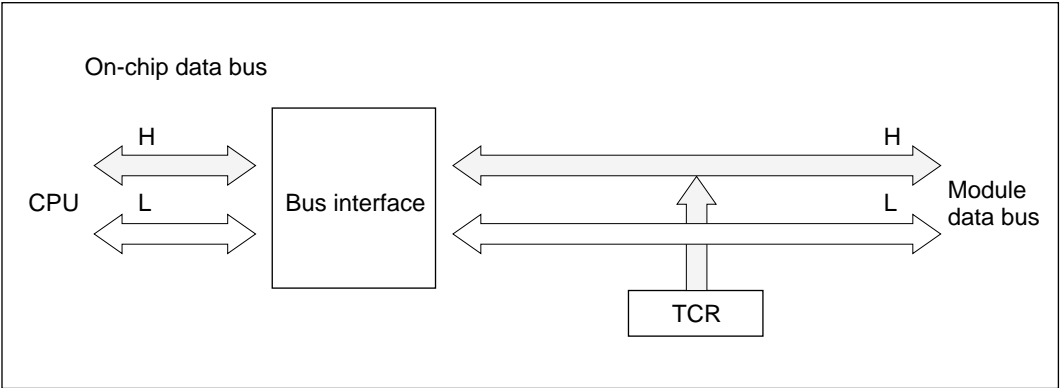 On-chip data bus
H
H
CPU
L
Bus interface
L
Module
data bus
TCR